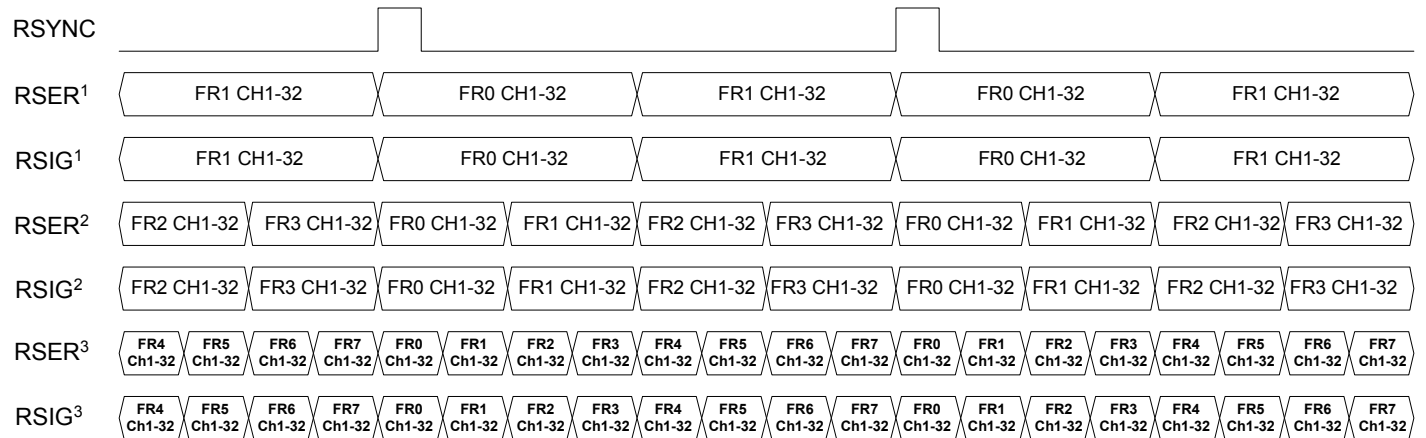 RSYNC
RSER¹ FR1 CH1-32 FR0 CH1-32 FR1 CH1-32 FR0 CH1-32 FR1 CH1-32
RSIG¹ FR1 CH1-32 FR0 CH1-32 FR1 CH1-32 FR0 CH1-32 FR1 CH1-32
RSER² FR2 CH1-32 FR3 CH1-32 FR0 CH1-32 FR1 CH1-32 FR2 CH1-32 FR3 CH1-32 FR0 CH1-32 FR1 CH1-32 FR2 CH1-32 FR3 CH1-32
RSIG² FR2 CH1-32 FR3 CH1-32 FR0 CH1-32 FR1 CH1-32 FR2 CH1-32 FR3 CH1-32 FR0 CH1-32 FR1 CH1-32 FR2 CH1-32 FR3 CH1-32
FR4 FR5 FR6 FR7 FR0 FR1 FR2 FR3 FR4 FR5 FR6 FR7 FR0 FR1 FR2 FR3 FR4 FR5 FR6 FR7
RSER³ Ch1-32 Ch1-32 Ch1-32 Ch1-32 Ch1-32 Ch1-32 Ch1-32 Ch1-32 Ch1-32 Ch1-32 Ch1-32 Ch1-32 Ch1-32 Ch1-32 Ch1-32 Ch1-32 Ch1-32 Ch1-32 Ch1-32 Ch1-32
FR4 FR5 FR6 FR7 FR0 FR1 FR2 FR3 FR4 FR5 FR6 FR7 FR0 FR1 FR2 FR3 FR4 FR5 FR6 FR7
RSIG³ Ch1-32 Ch1-32 Ch1-32 Ch1-32 Ch1-32 Ch1-32 Ch1-32 Ch1-32 Ch1-32 Ch1-32 Ch1-32 Ch1-32 Ch1-32 Ch1-32 Ch1-32 Ch1-32 Ch1-32 Ch1-32 Ch1-32 Ch1-32